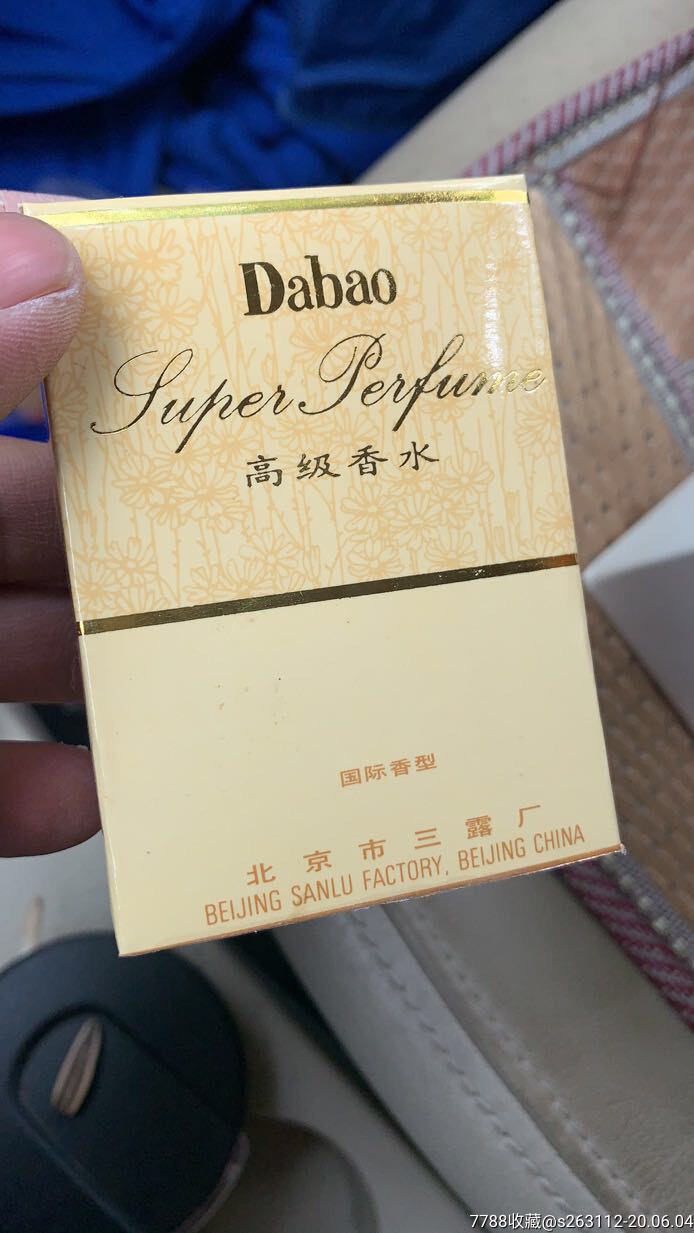 Dabao
Super Perfume
高级香水
国际香型
北京市三露厂
BEIJING SANLU FACTORY, BEIJING CHINA
7788收藏@s263112-20.06.04